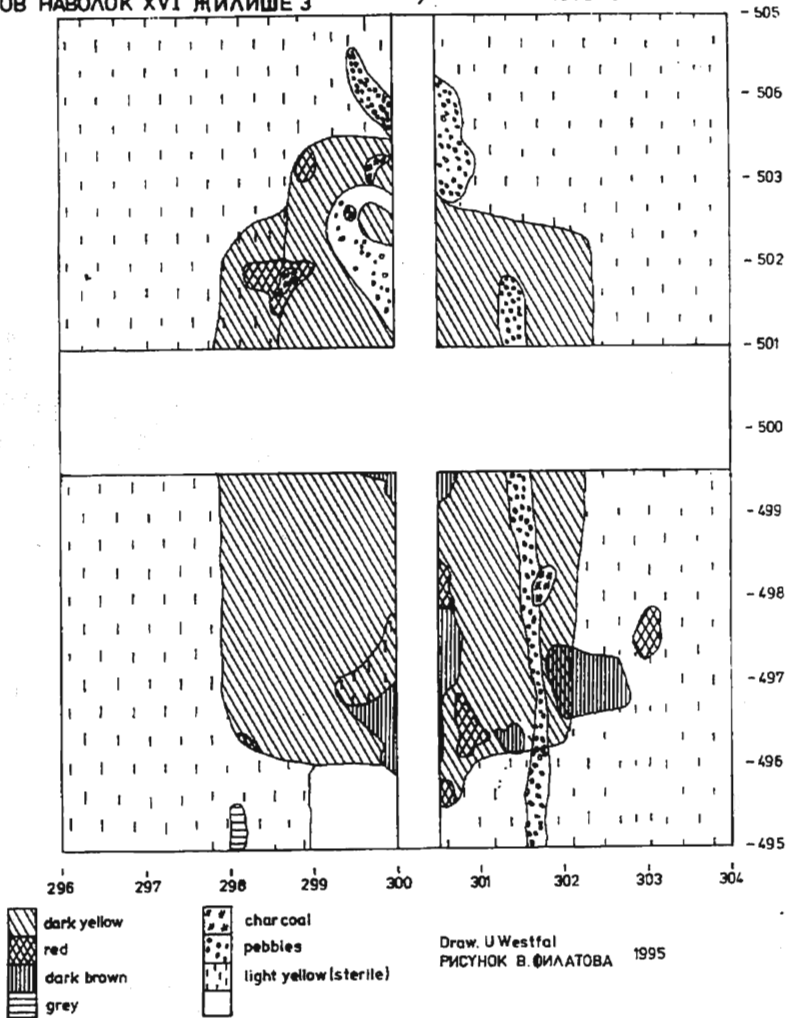 ОВ НАВОЛОК XVI ЖИЛИЩЕ 3
- 505
- 506
- 503
- 502
- 501
- 500
- 499
- 498
- 497
- 496
- 495
296 297 298 299 300 301 302 303 304
dark yellow
red
dark brown
grey
charcoal
pebbles
light yellow (sterile)
Draw. U Westfal
РИСУНОК В. ФИЛАТОВА 1995